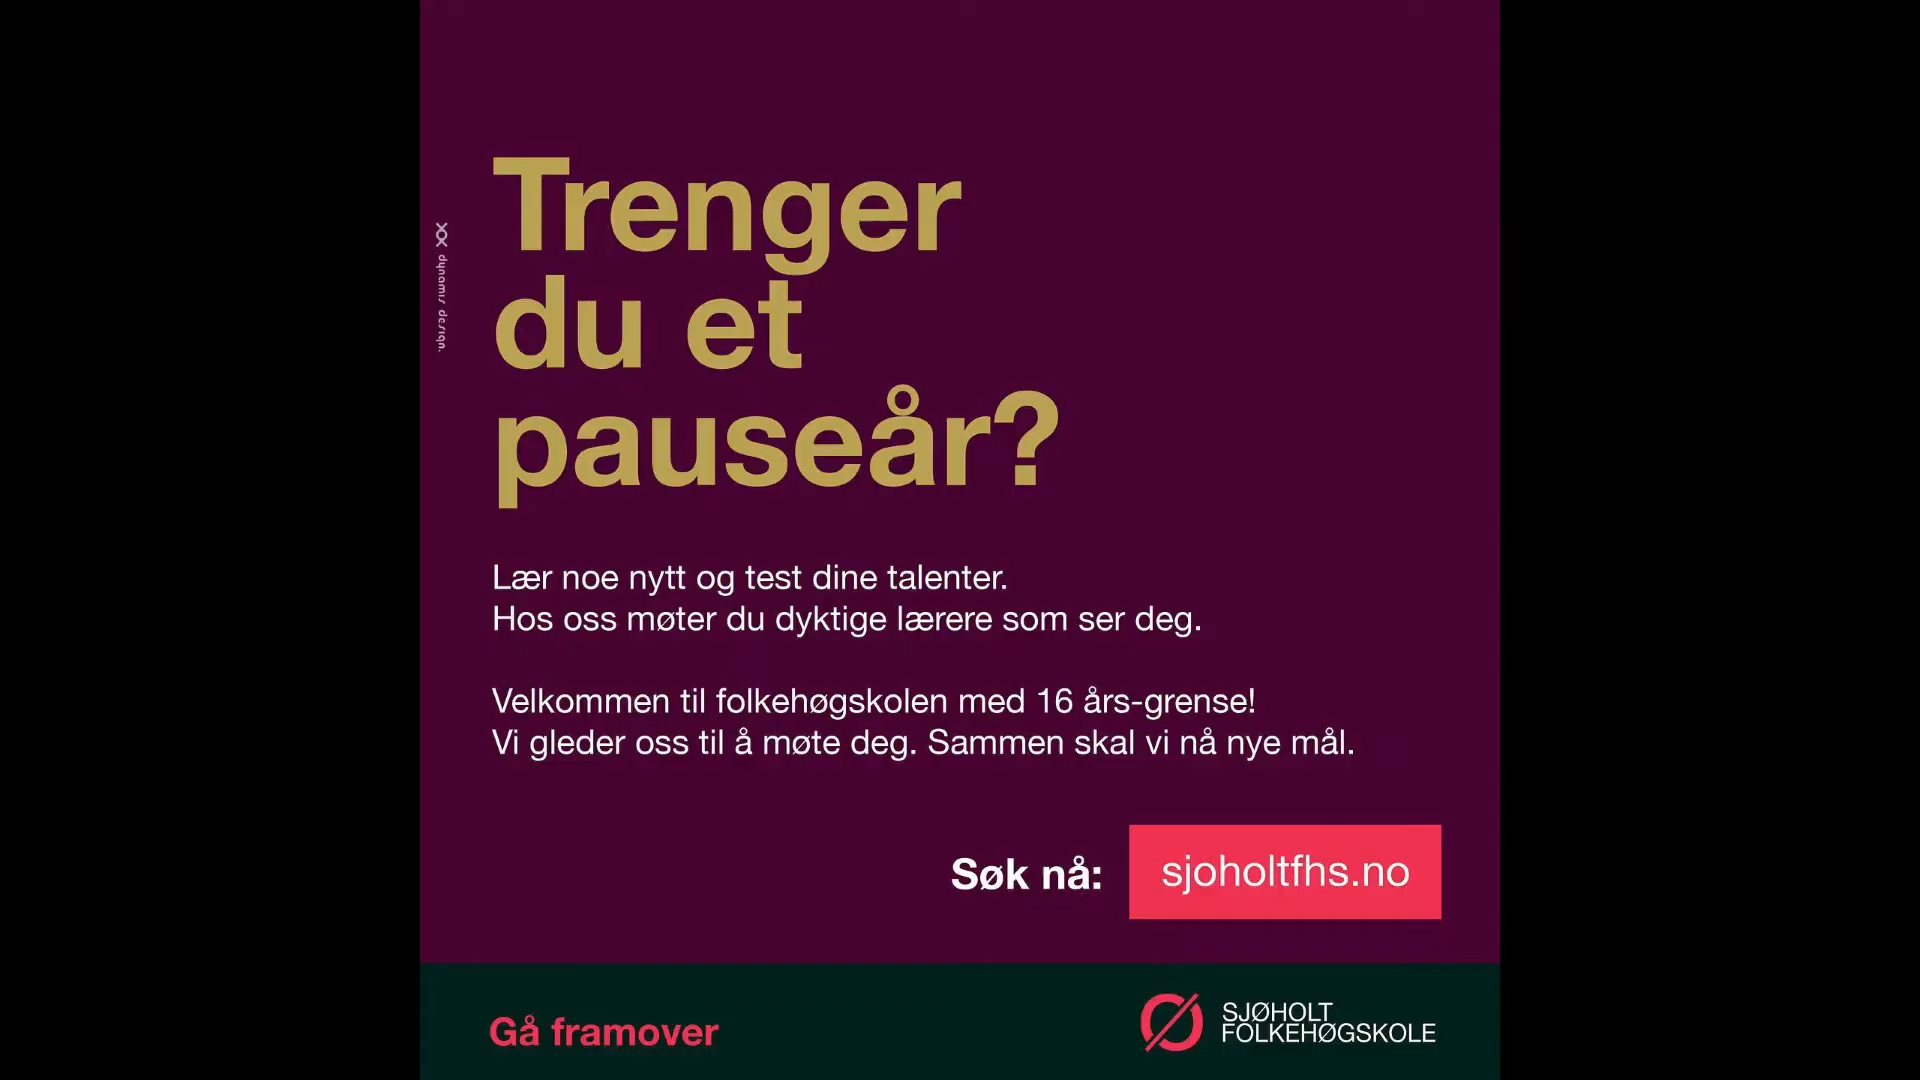 Trenger
du et
pauseår?
dynamis design.
Lær noe nytt og test dine talenter.
Hos oss møter du dyktige lærere som ser deg.
Velkommen til folkehøgskolen med 16 års-grense!
Vi gleder oss til å møte deg. Sammen skal vi nå nye mål.
Søk nå: sjoholtfhs.no
Gå framover
SJØHOLT
FOLKEHØGSKOLE